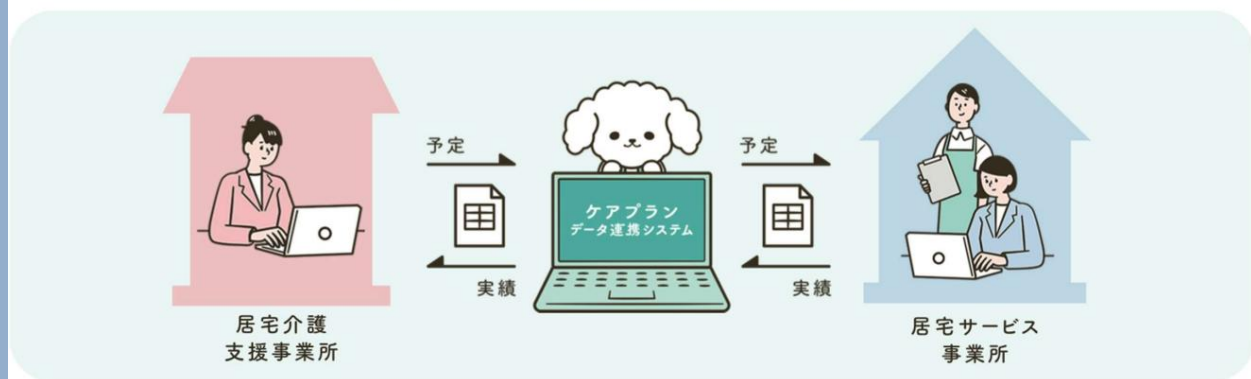 予定
予定
ケアプラン
データ連携システム
実績
実績
居宅介護
支援事業所
居宅サービス
事業所